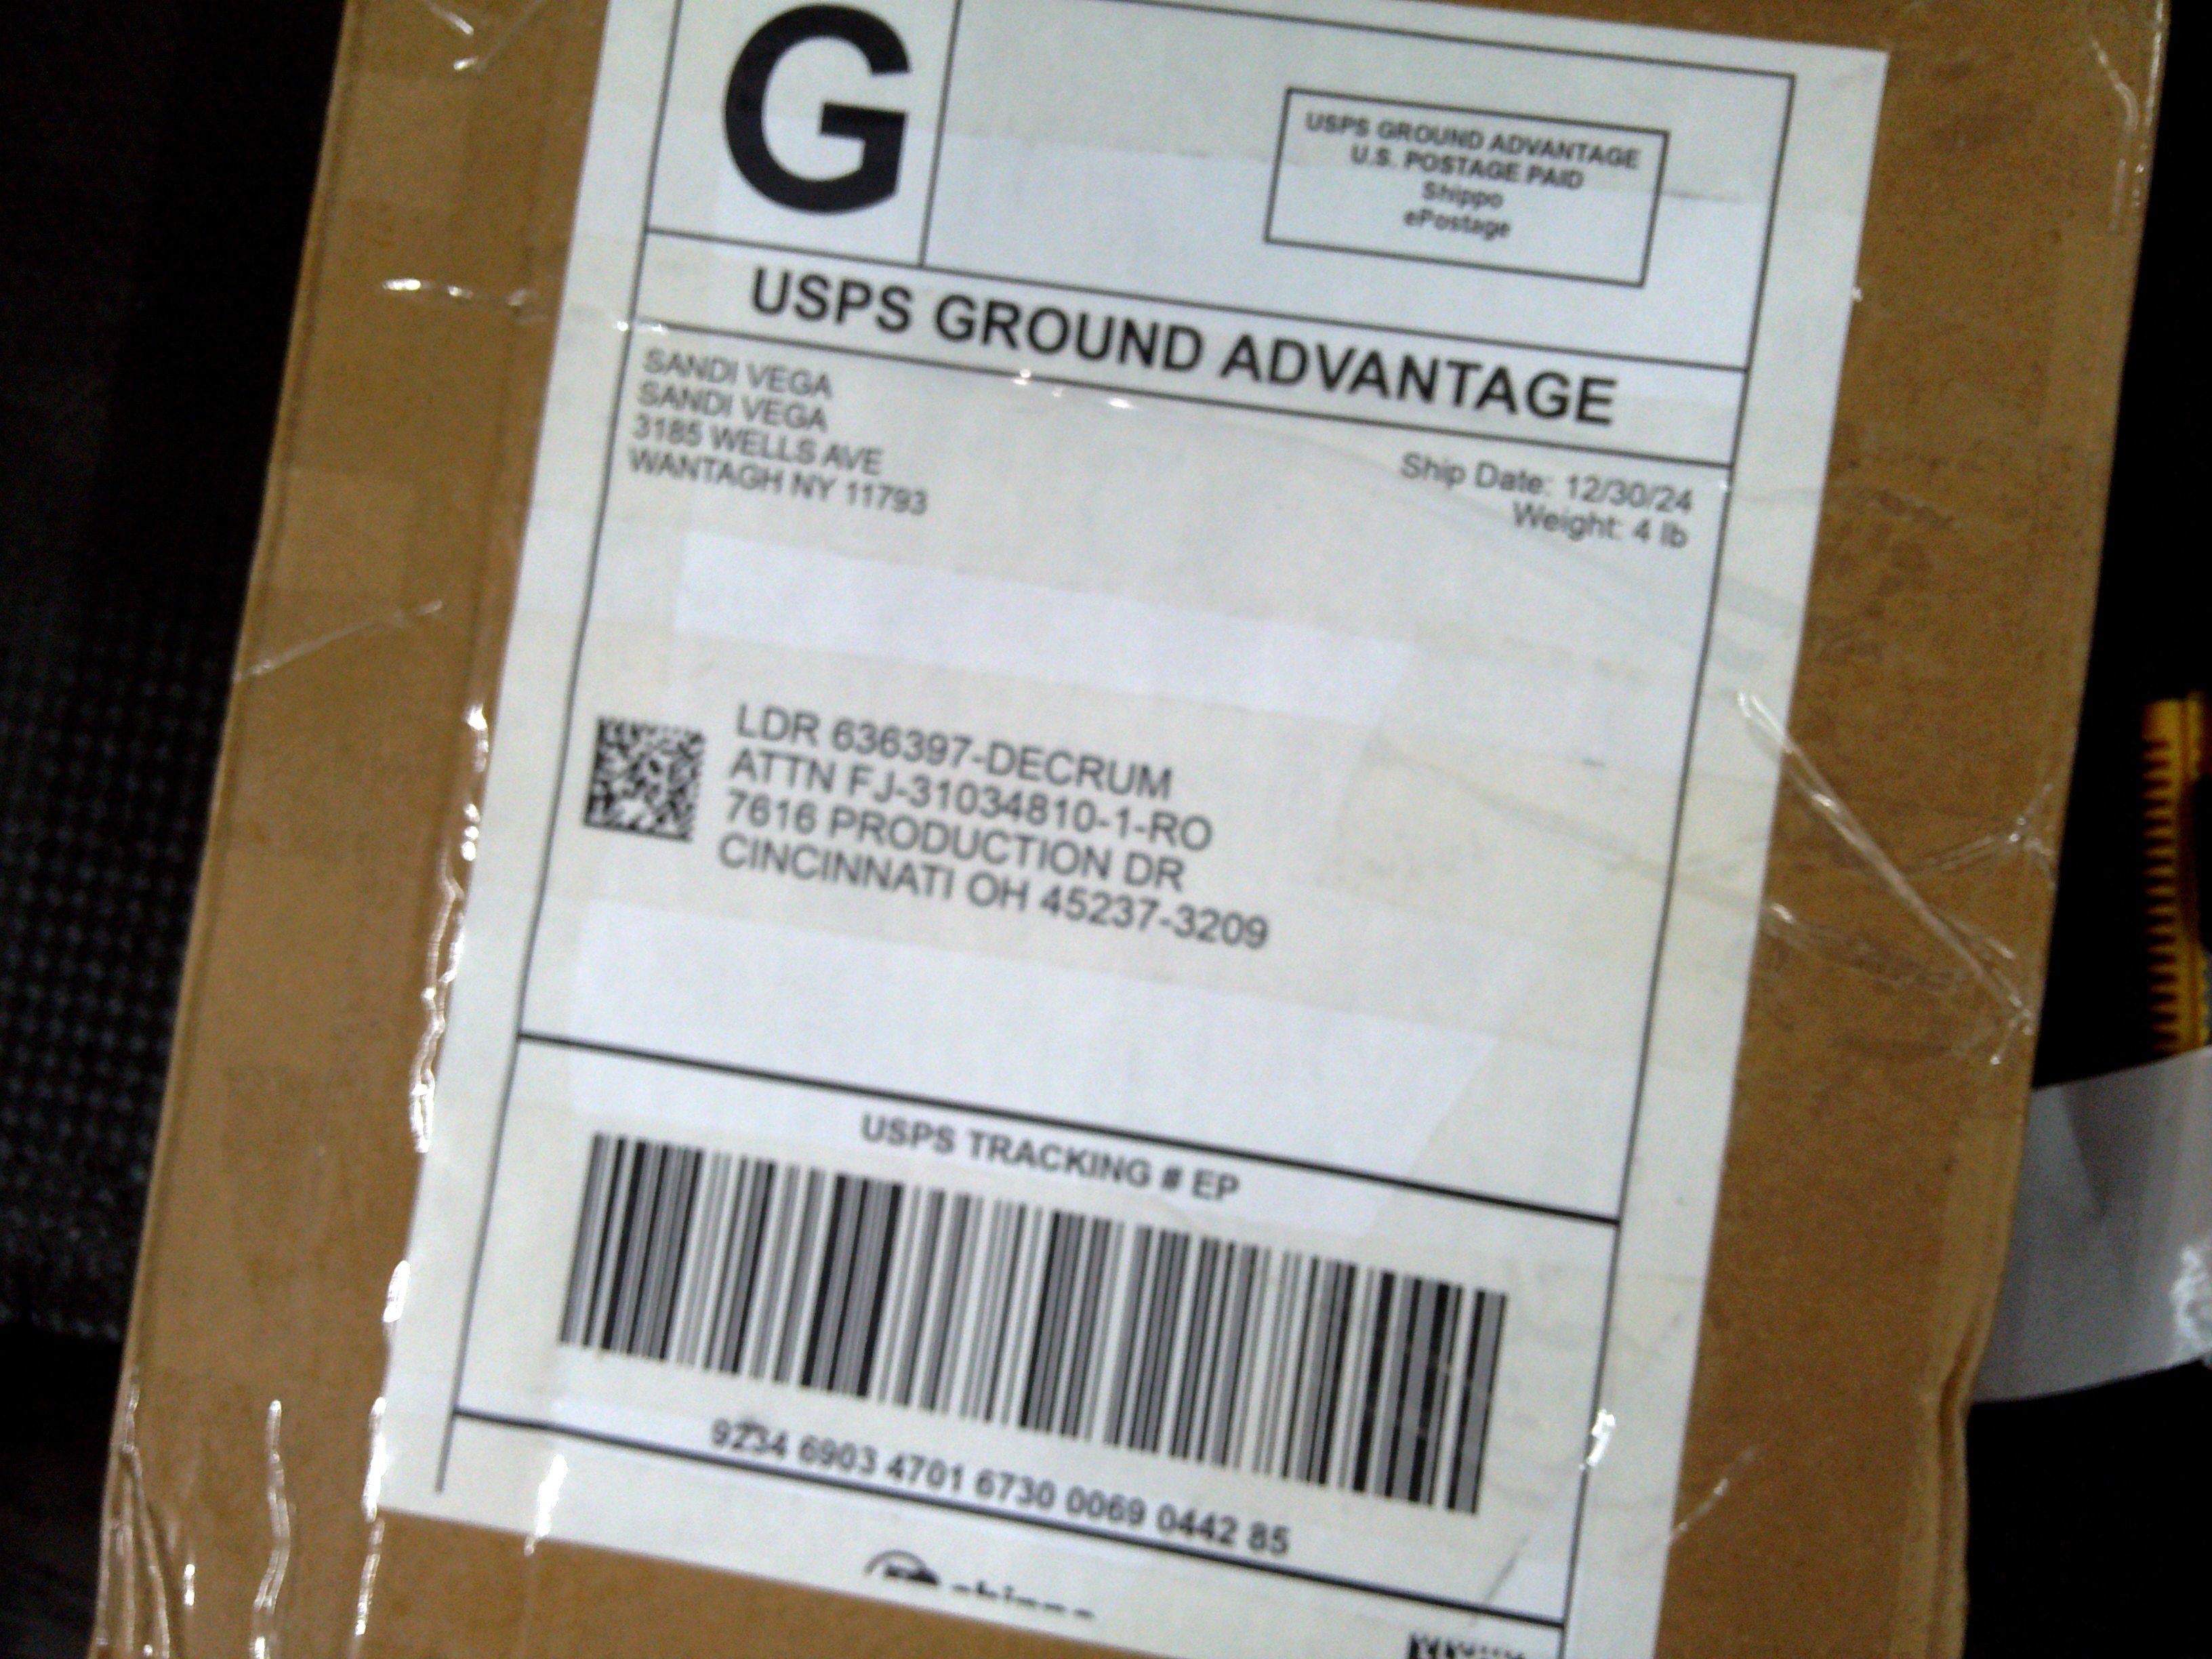 G
USPS GROUND ADVANTAGE
U.S. POSTAGE PAID
Shippo
ePostage
USPS GROUND ADVANTAGE
SANDI VEGA
SANDI VEGA
3185 WELLS AVE
WANTAGH NY 11793
Ship Date: 12/30/24
Weight: 4 lb
LDR 636397-DECRUM
ATTN FJ-31034810-1-RO
7616 PRODUCTION DR
CINCINNATI OH 45237-3209
USPS TRACKING # EP
9234 6903 4701 6730 0069 0442 85